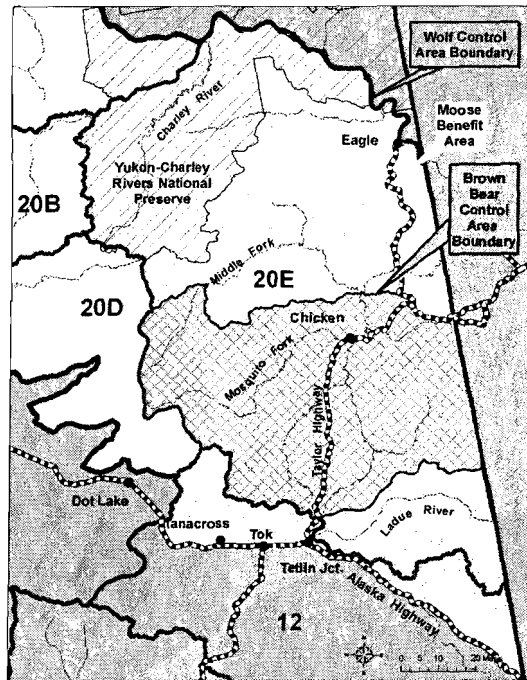 Wolf Control
Area Boundary
Charley River
Eagle
Moose
Benefit
Area
Yukon-Charley
Rivers National
Preserve
20B
Brown
Bear
Control
Area
Boundary
Middle Fork
20E
20D
Chicken
Mosquito Fork
Taylor Highway
Dot Lake
Tanacross
Tok
Ladue River
Tetlin Jct.
Alaska Highway
12
0 5 10 20